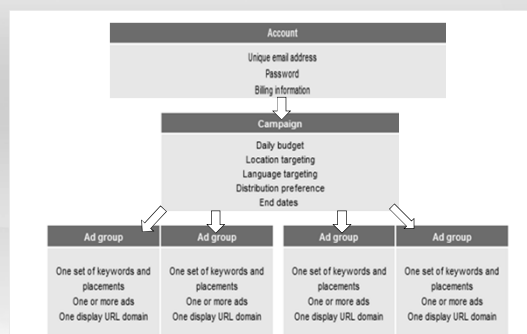 Account
Unique email address
Password
Billing information
Campaign
Daily budget
Location targeting
Language targeting
Distribution preference
End dates
Ad group
One set of keywords and
placements
One or more ads
One display URL domain
Ad group
One set of keywords and
placements
One or more ads
One display URL domain
Ad group
One set of keywords and
placements
One or more ads
One display URL domain
Ad group
One set of keywords and
placements
One or more ads
One display URL domain